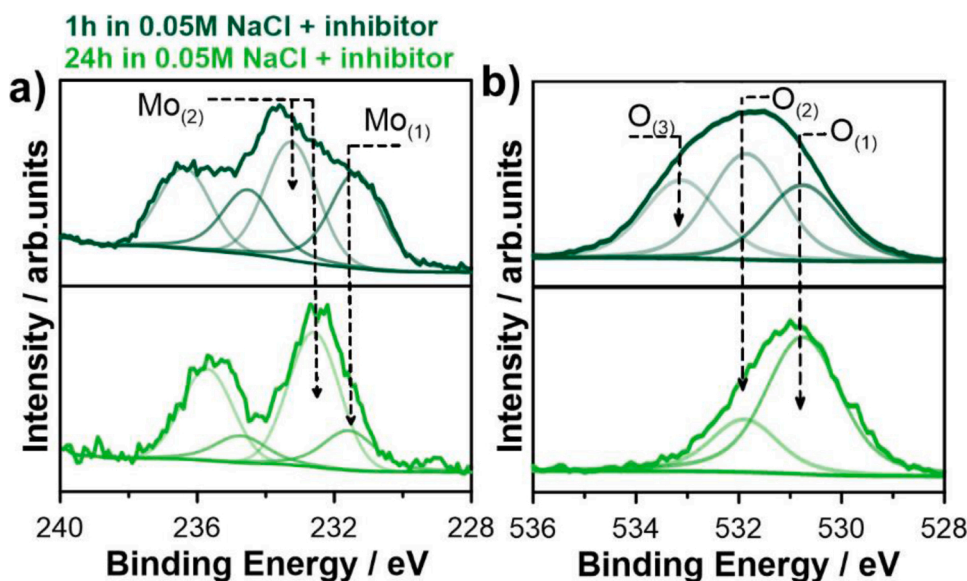 1h in 0.05M NaCl + inhibitor
24h in 0.05M NaCl + inhibitor
a)
Mo(2)
Mo(1)
b)
O(3)
O(2)
O(1)
Intensity / arb.units
Intensity / arb.units
240 236 232 228
536 534 532 530 528
Binding Energy / eV
Binding Energy / eV